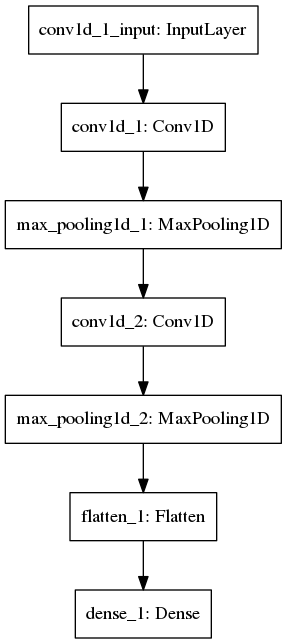 conv1d_1_input: InputLayer
conv1d_1: Conv1D
max_pooling1d_1: MaxPooling1D
conv1d_2: Conv1D
max_pooling1d_2: MaxPooling1D
flatten_1: Flatten
dense_1: Dense